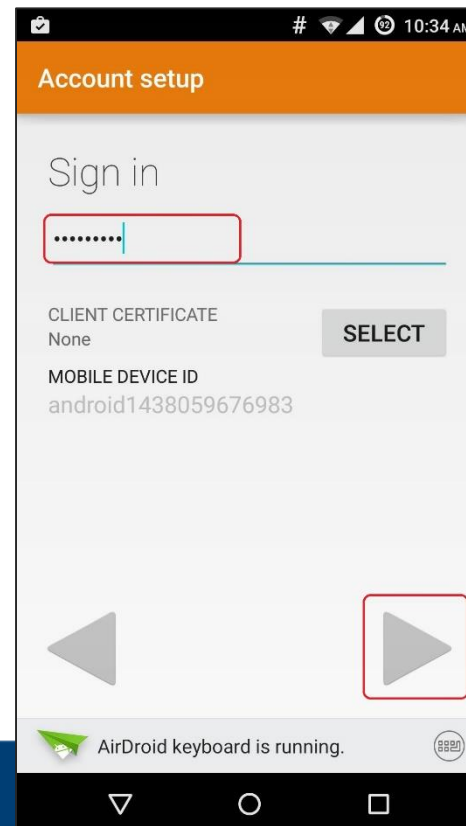 # 92 10:34 AM
Account setup
Sign in
•••••••••
CLIENT CERTIFICATE
None
SELECT
MOBILE DEVICE ID
android1438059676983
AirDroid keyboard is running.